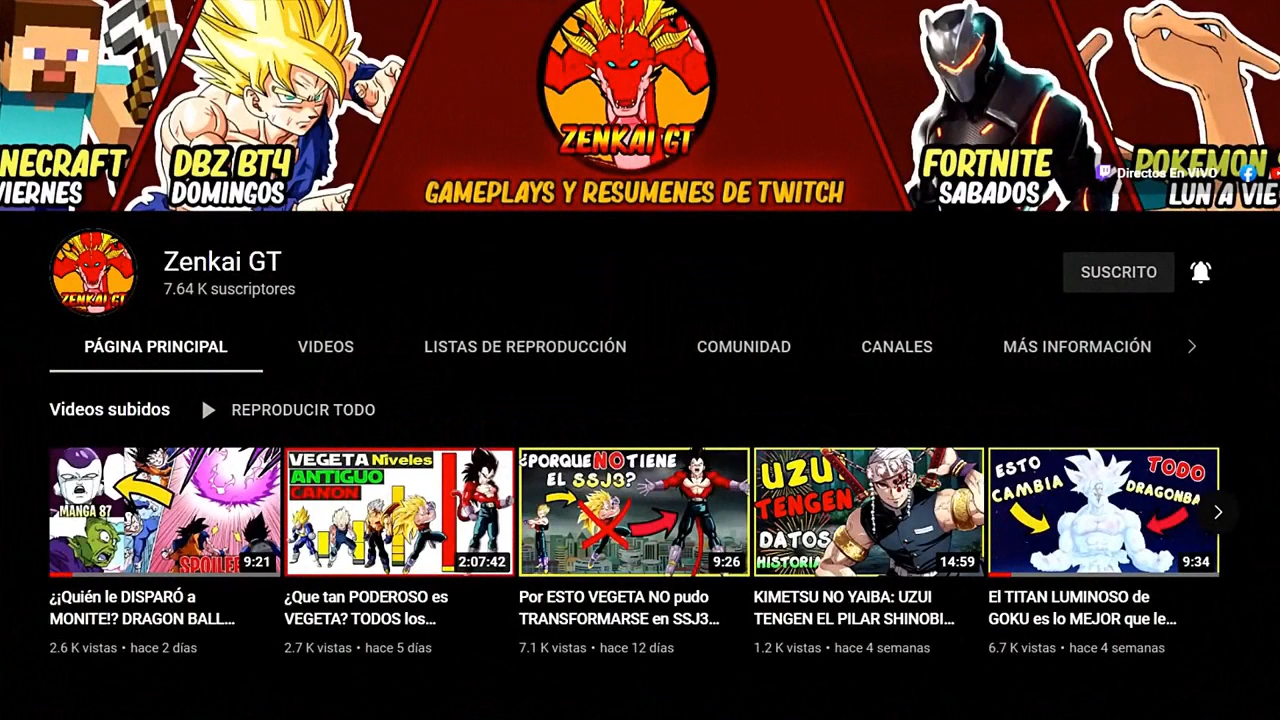 NECRAFT
VIERNES
DBZ BT4
DOMINGOS
ZENKAI GT
GAMEPLAYS Y RESUMENES DE TWITCH
FORTNITE
SABADOS
POKEMON
LUN A VIE
Directos En VIVO
ZENKAI GT
Zenkai GT
7.64 K suscriptores
SUSCRITO
PÁGINA PRINCIPAL
VIDEOS
LISTAS DE REPRODUCCIÓN
COMUNIDAD
CANALES
MÁS INFORMACIÓN
Videos subidos
REPRODUCIR TODO
MANGA 87
SPOILER
9:21
VEGETA Niveles
ANTIGUO
CANON
2:07:42
¿PORQUE NO TIENE
EL SSJ3?
9:26
UZU
TENGEN
DATOS
HISTORIA
14:59
ESTO
CAMBIA
TODO
DRAGONBA
9:34
¿¡Quién le DISPARÓ a
MONITE!? DRAGON BALL...
2.6 K vistas • hace 2 días
¿Que tan PODEROSO es
VEGETA? TODOS los...
2.7 K vistas • hace 5 días
Por ESTO VEGETA NO pudo
TRANSFORMARSE en SSJ3...
7.1 K vistas • hace 12 días
KIMETSU NO YAIBA: UZUI
TENGEN EL PILAR SHINOBI...
1.2 K vistas • hace 4 semanas
El TITAN LUMINOSO de
GOKU es lo MEJOR que le...
6.7 K vistas • hace 4 semanas